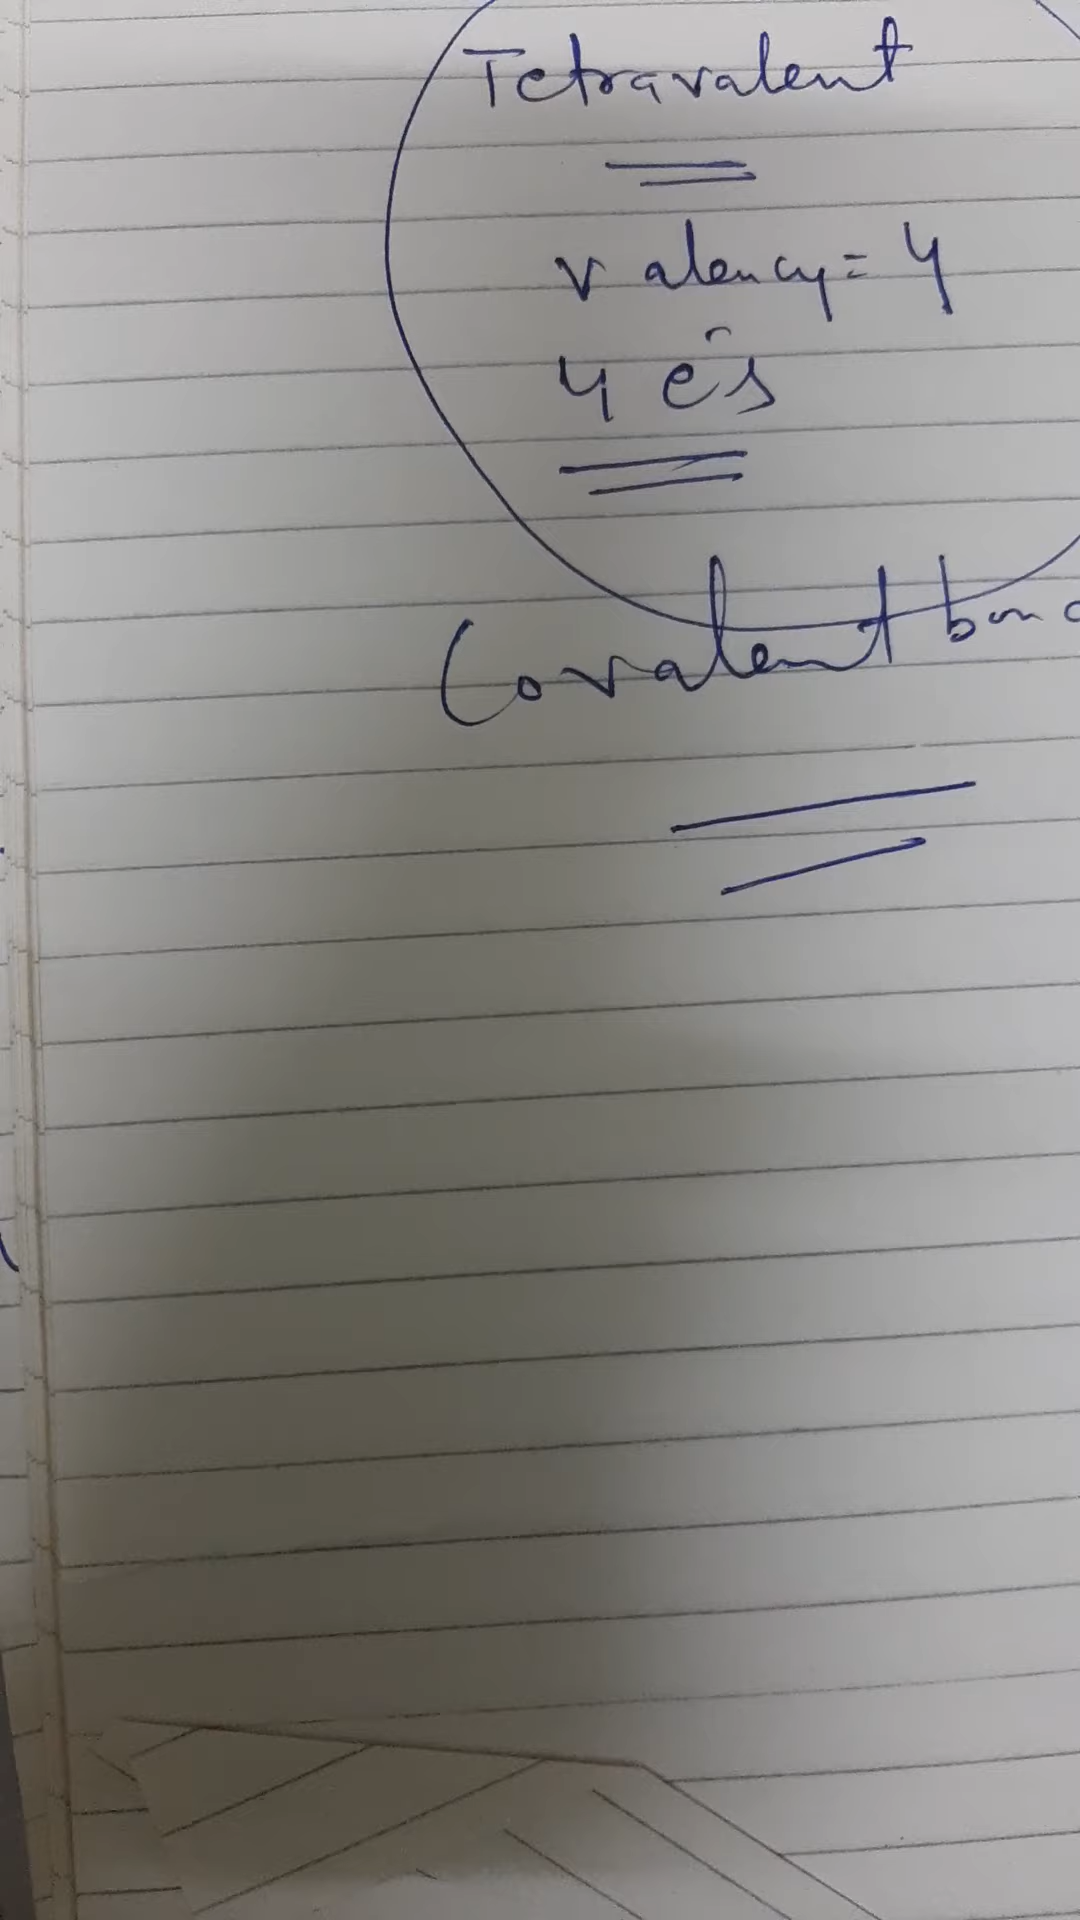 Tetravalent
valency = 4
4 e⁻s
Covalent bon